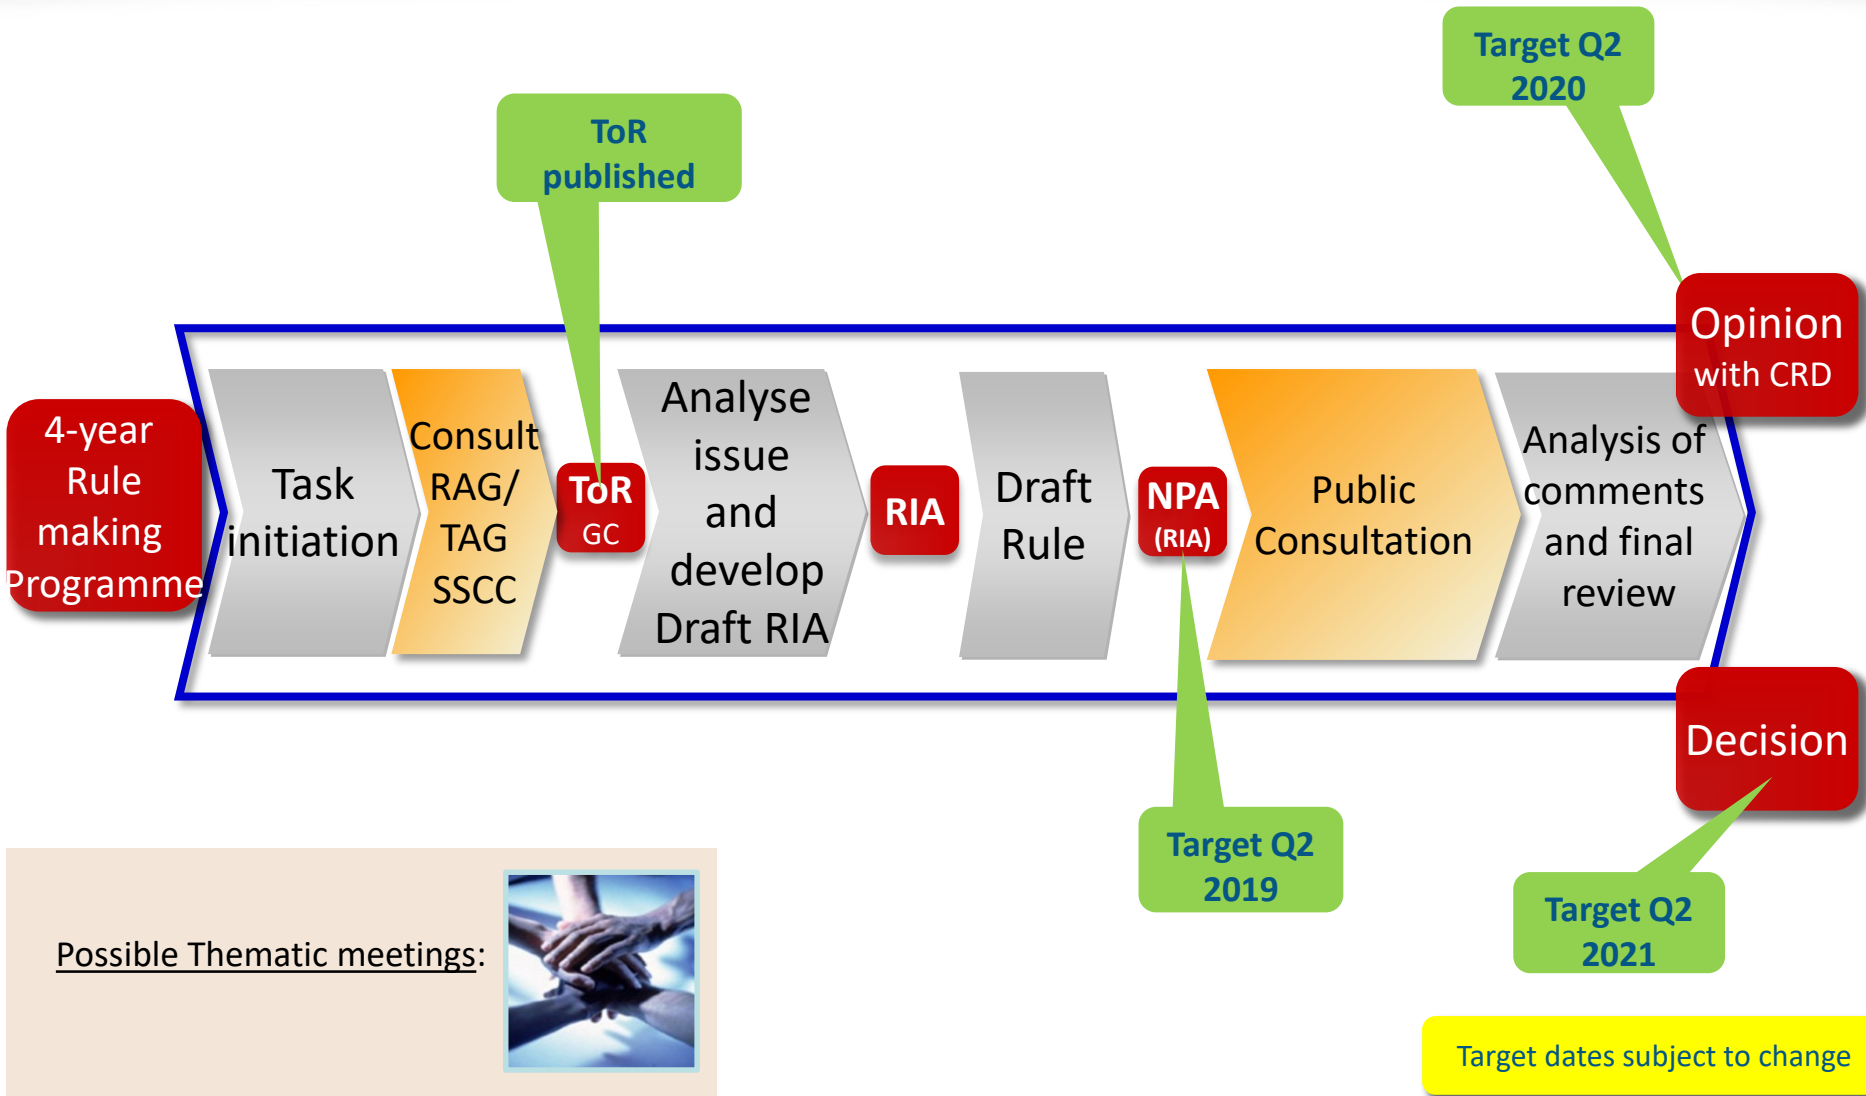 Target Q2
2020
ToR
published
Opinion
with CRD
4-year
Rule
making
Programme
Task
initiation
Consult
RAG/
TAG
SSCC
ToR
GC
Analyse
issue
and
develop
Draft RIA
RIA
Draft
Rule
NPA
(RIA)
Public
Consultation
Analysis of
comments
and final
review
Decision
Target Q2
2019
Target Q2
2021
Possible Thematic meetings:
Target dates subject to change